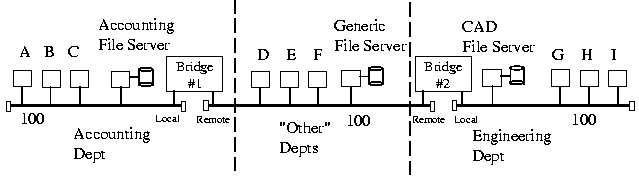 Accounting
File Server
A B C
Bridge
#1
100
Local
Remote
Accounting
Dept
Generic
File Server
D E F
100
"Other"
Depts
Remote
Bridge
#2
Local
CAD
File Server
G H I
100
Engineering
Dept